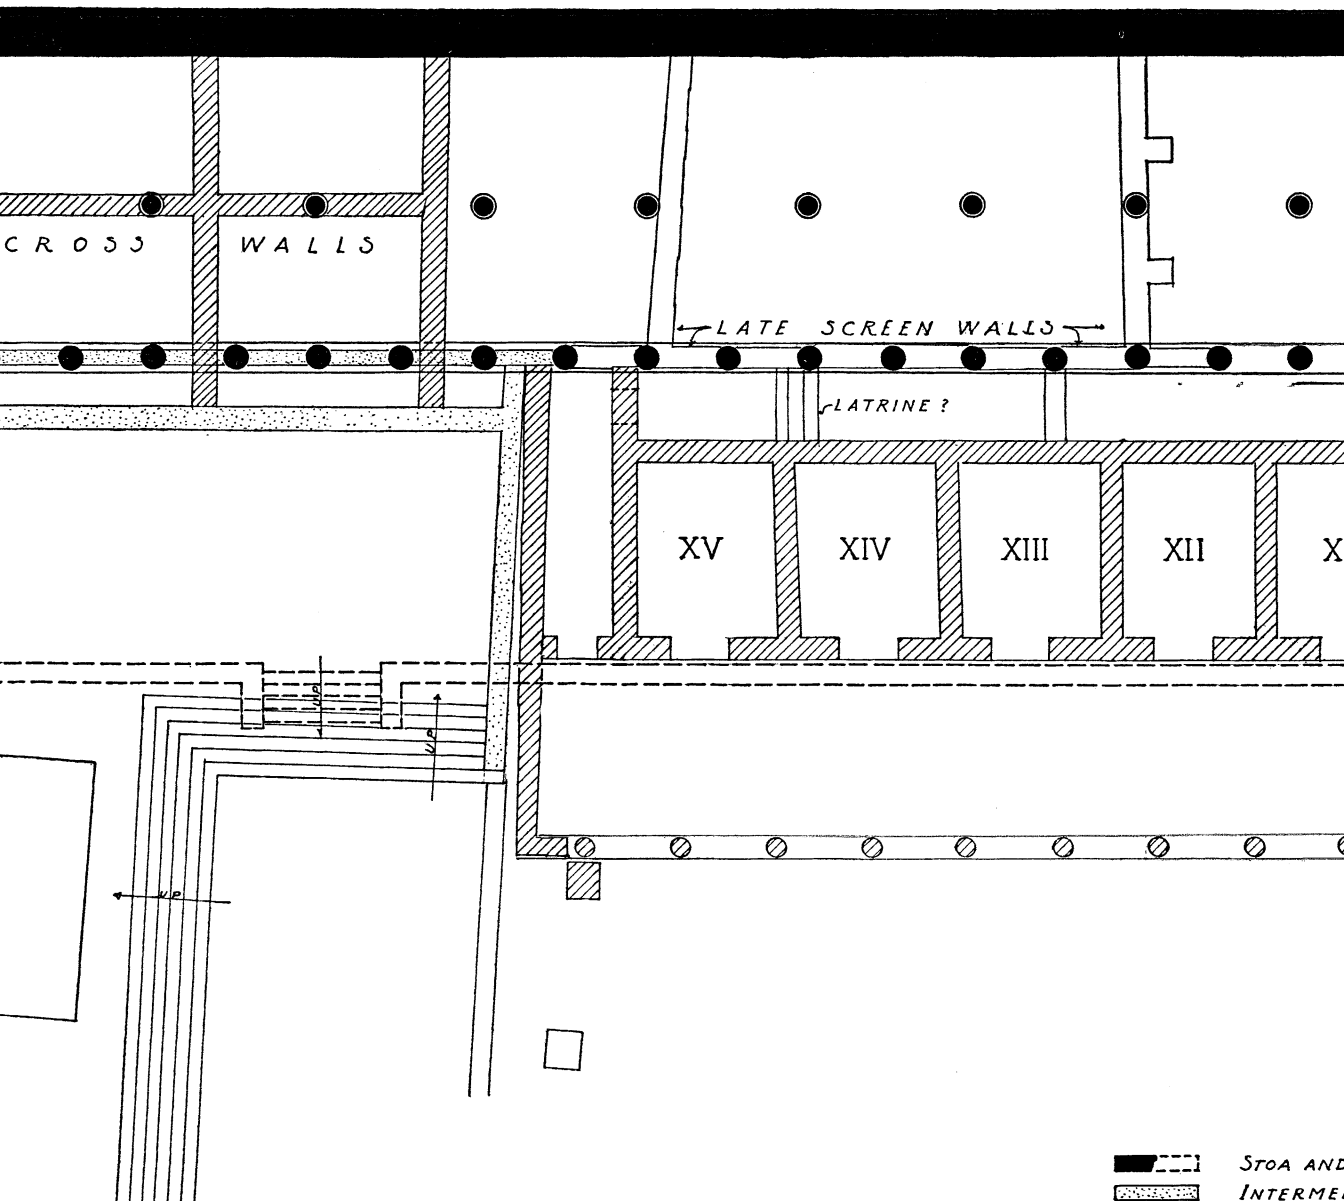 CROSS WALLS
LATE SCREEN WALLS
LATRINE ?
XV XIV XIII XII X
UP
UP
UP
STOA AND
INTERME